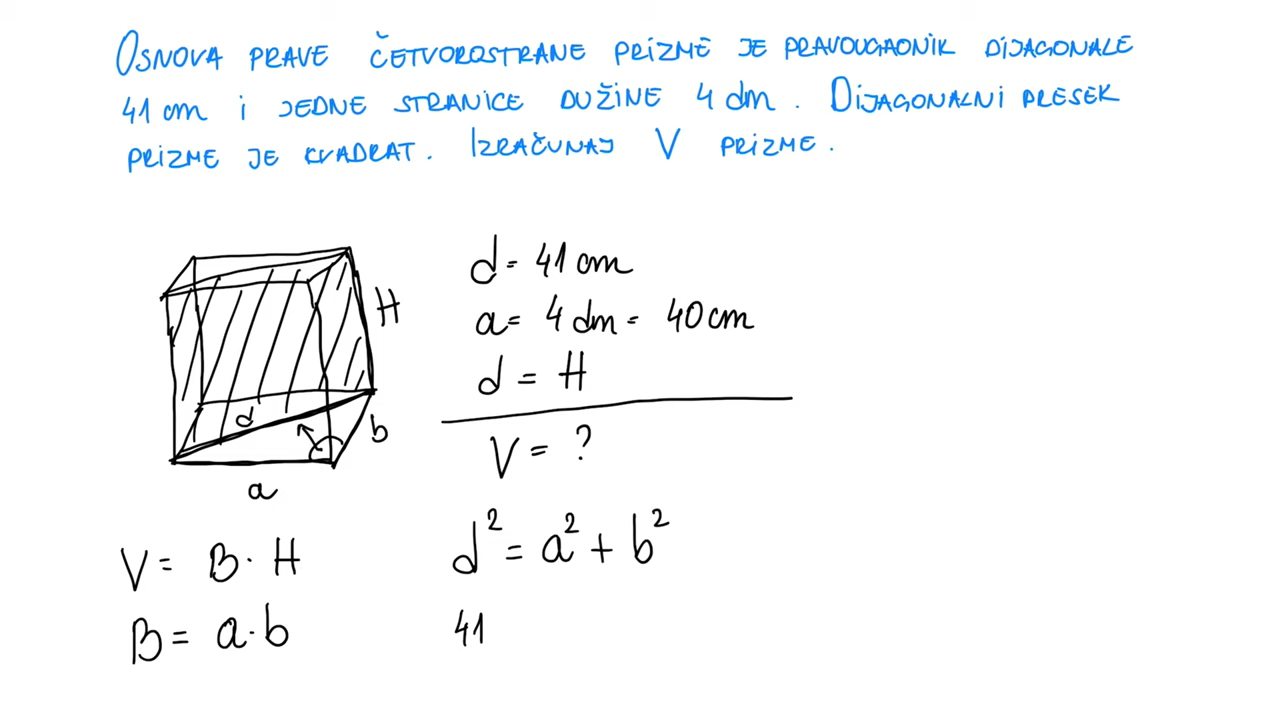 OSNOVA PRAVE ČETVOROSTRANE PRIZME JE PRAVOUGAONIK DIJAGONALE
41 cm I JEDNE STRANICE DUŽINE 4 dm. DIJAGONALNI PRESEK
PRIZME JE KVADRAT. IZRAČUNAJ V PRIZME.
d = 41 cm
a = 4 dm = 40 cm
d = H
V = ?
H
d
b
a
V = B · H
B = a · b
d² = a² + b²
41